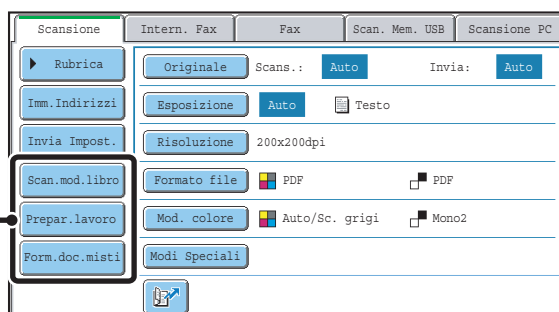 Scansione Intern. Fax Fax Scan. Mem. USB Scansione PC
Rubrica Originale Scans.: Auto Invia: Auto
Imm.Indirizzi Esposizione Auto Testo
Invia Impost. Risoluzione 200x200dpi
Scan.mod.libro Formato file PDF PDF
Prepar.lavoro Mod. colore Auto/Sc. grigi Mono2
Form.doc.misti Modi Speciali